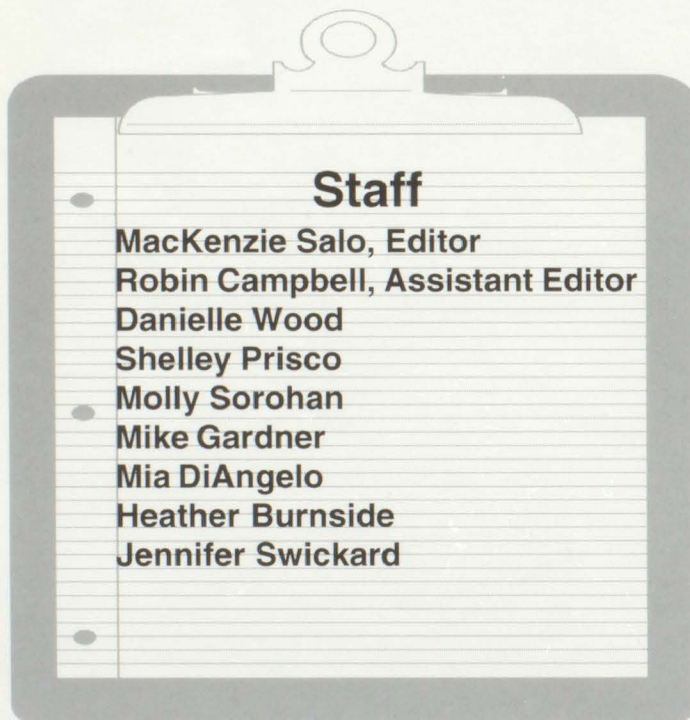 Staff
MacKenzie Salo, Editor
Robin Campbell, Assistant Editor
Danielle Wood
Shelley Prisco
Molly Sorohan
Mike Gardner
Mia DiAngelo
Heather Burnside
Jennifer Swickard